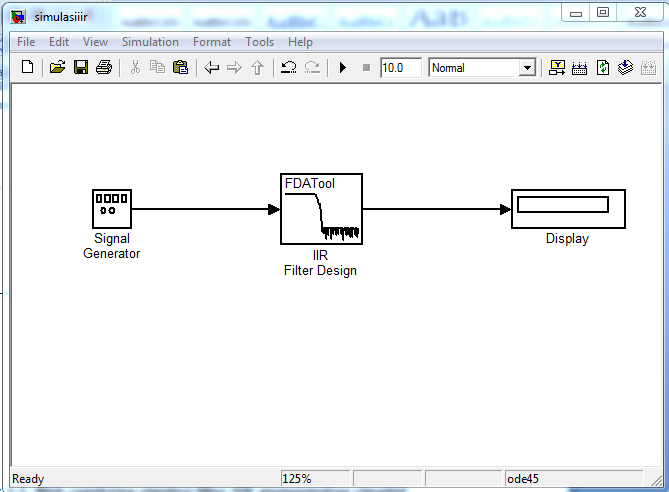 simulasiiir
File Edit View Simulation Format Tools Help
10.0 Normal
FDATool
Signal
Generator
IIR
Filter Design
Display
Ready 125% ode45